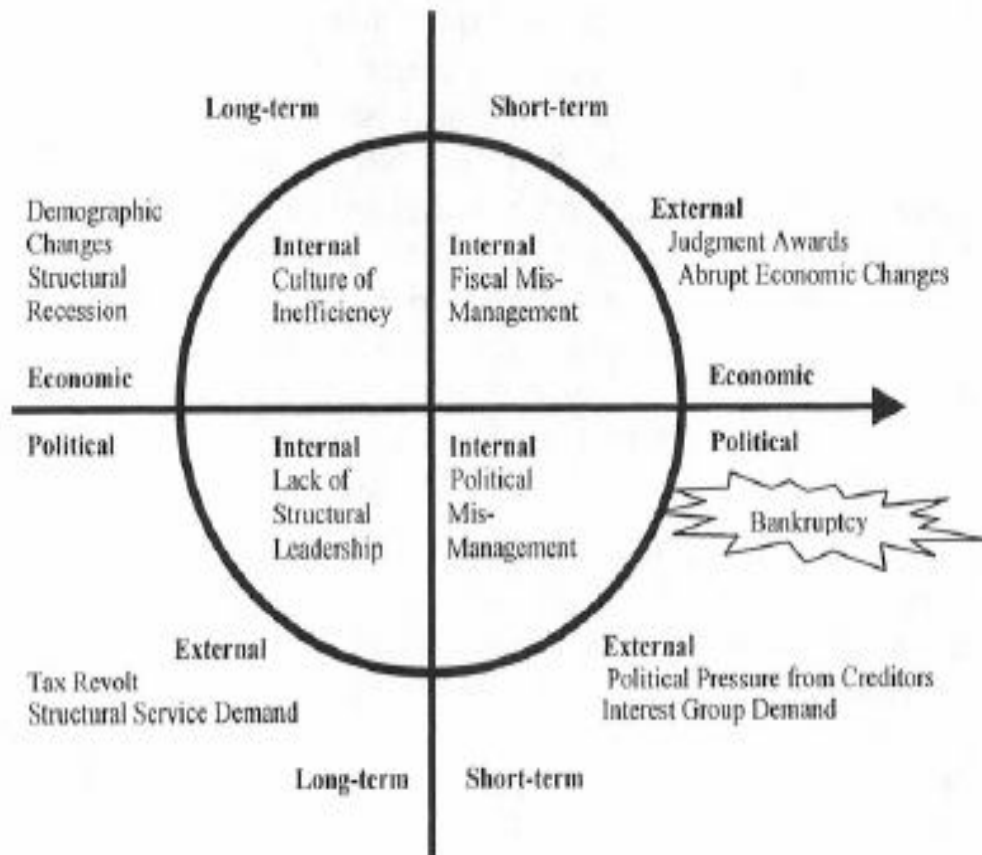 Long-term
Short-term
Demographic
Changes
Structural
Recession
Internal
Culture of
Inefficiency
Internal
Fiscal Mis-
Management
External
Judgment Awards
Abrupt Economic Changes
Economic
Economic
Political
Internal
Lack of
Structural
Leadership
Internal
Political
Mis-
Management
Political
Bankruptcy
External
Tax Revolt
Structural Service Demand
External
Political Pressure from Creditors
Interest Group Demand
Long-term
Short-term